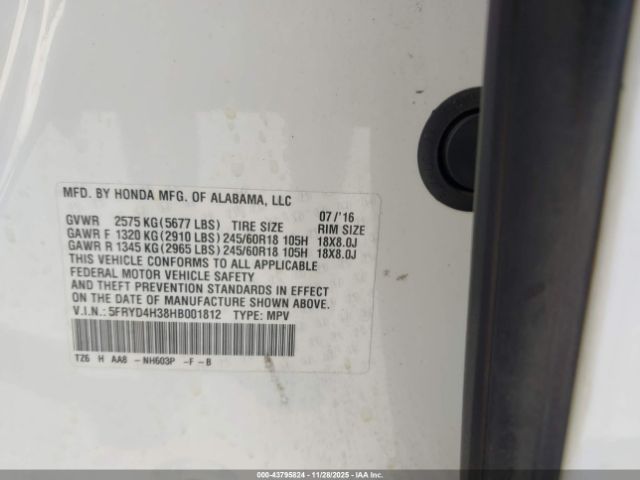 MFD. BY HONDA MFG. OF ALABAMA, LLC
07/'16
GVWR 2575 KG(5677 LBS) TIRE SIZE RIM SIZE
GAWR F 1320 KG(2910 LBS)245/60R18 105H 18X8.0J
GAWR R 1345 KG(2965 LBS)245/60R18 105H 18X8.0J
THIS VEHICLE CONFORMS TO ALL APPLICABLE
FEDERAL MOTOR VEHICLE SAFETY
AND THEFT PREVENTION STANDARDS IN EFFECT
ON THE DATE OF MANUFACTURE SHOWN ABOVE.
V.I.N.: 5FRYD4H38HB001812 TYPE: MPV
TZ6 H AA8 -NH603P -F -B
000-43795824 | 11/28/2025 | IAAI.COM